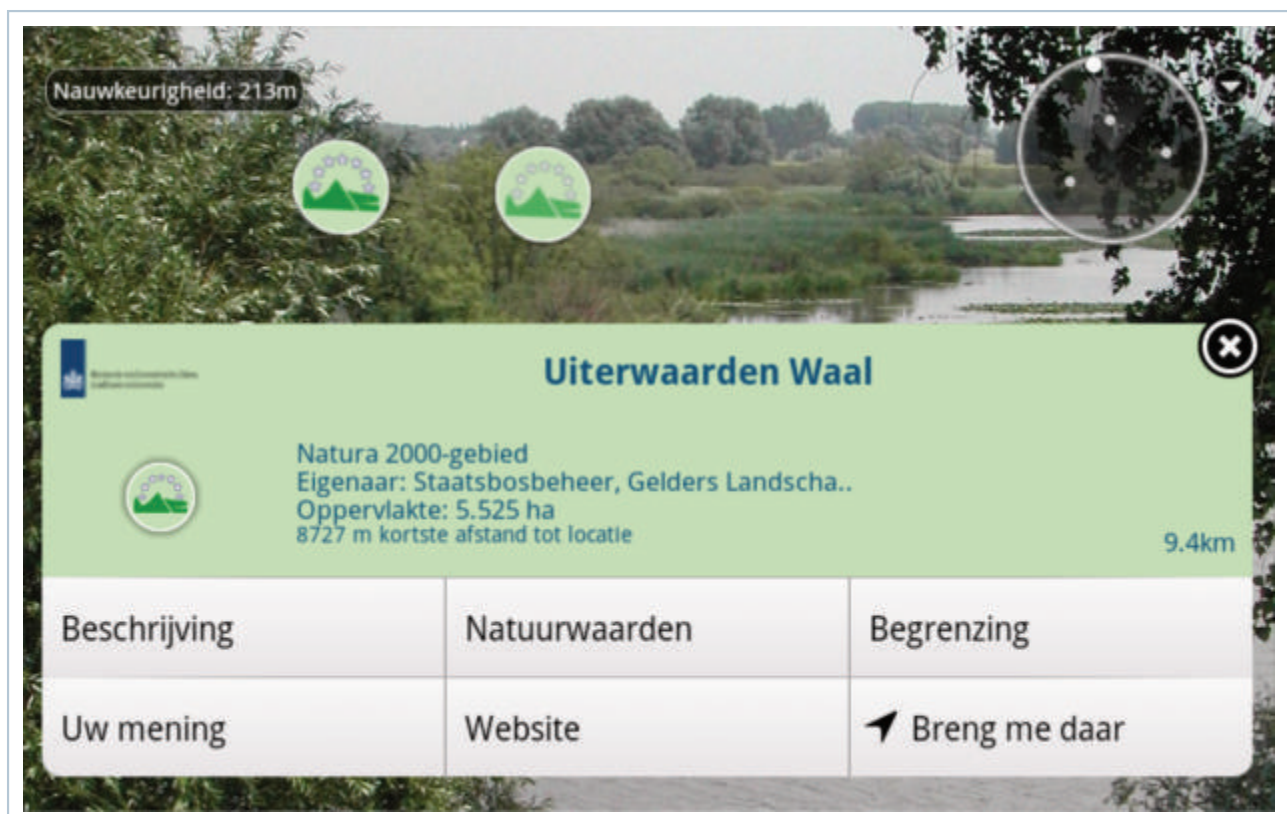 Nauwkeurigheid: 213m
Uiterwaarden Waal
Natura 2000-gebied
Eigenaar: Staatsbosbeheer, Gelders Landscha..
Oppervlakte: 5.525 ha
8727 m kortste afstand tot locatie
9.4km
Beschrijving
Natuurwaarden
Begrenzing
Uw mening
Website
Breng me daar